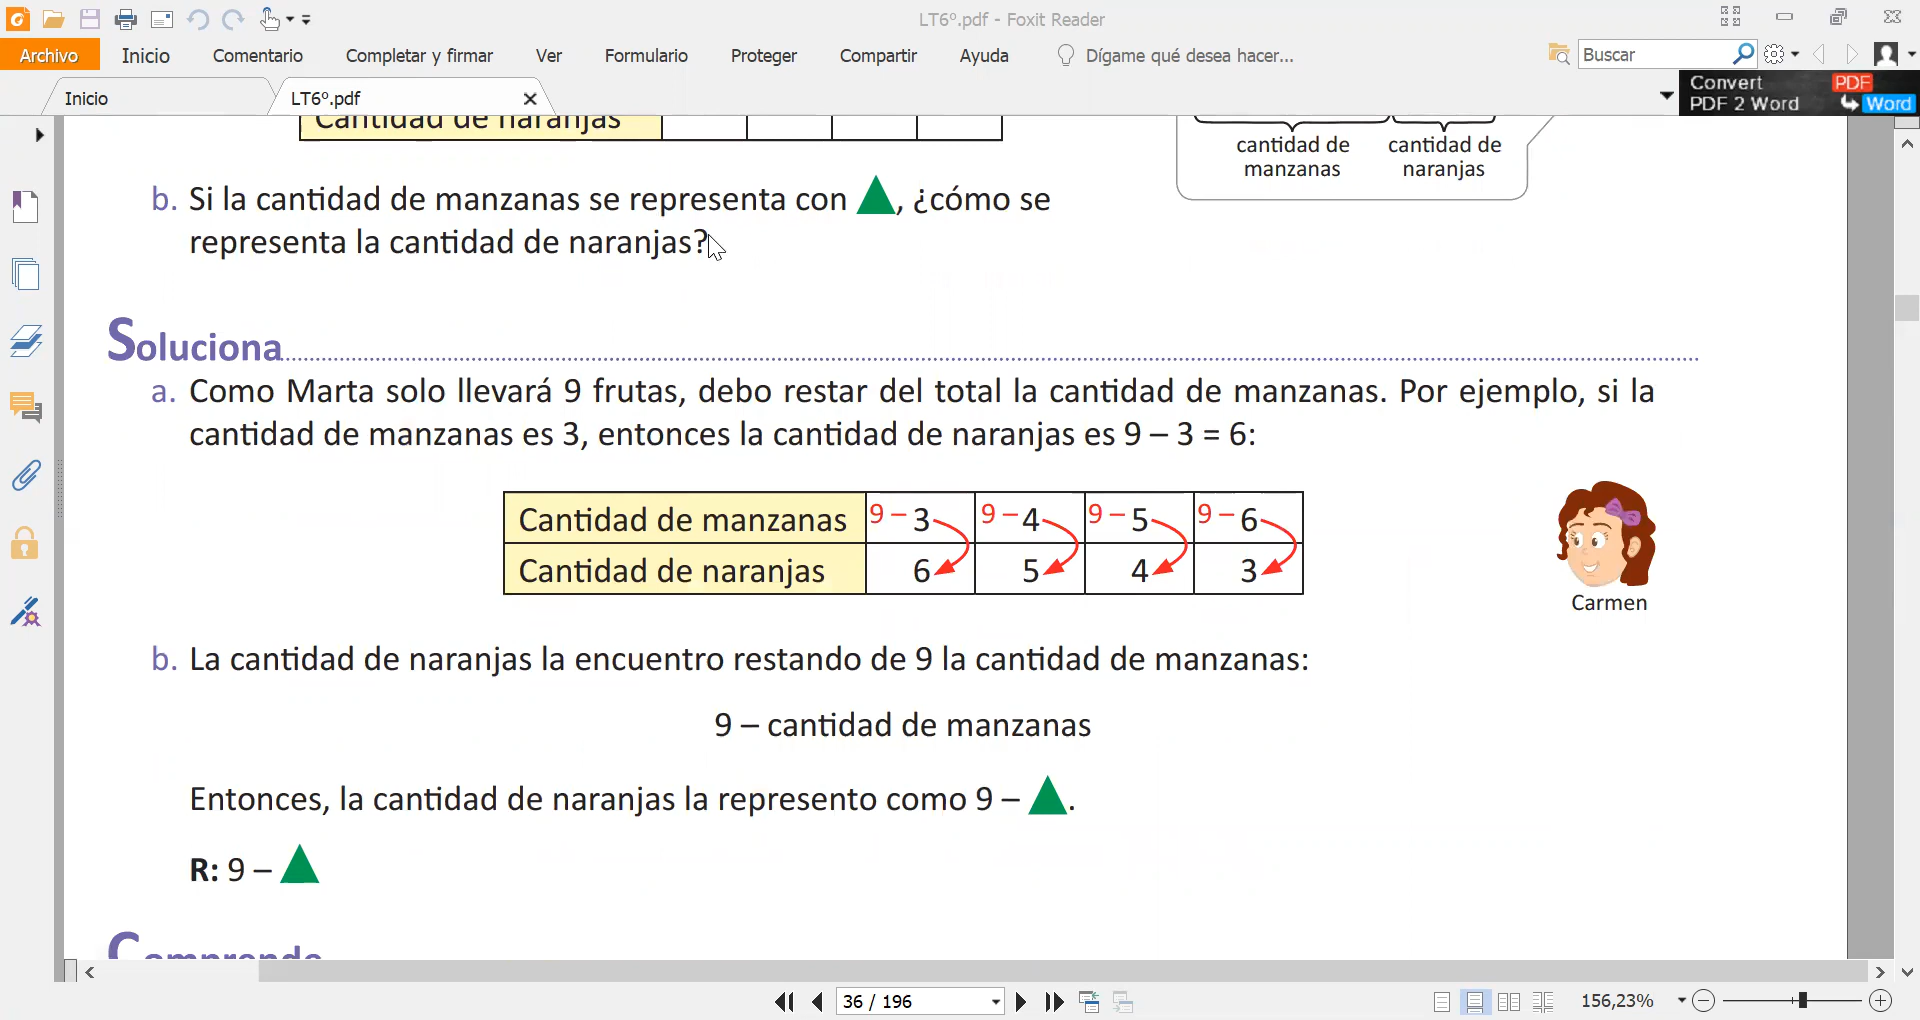 LT6º.pdf - Foxit Reader
Archivo Inicio Comentario Completar y firmar Ver Formulario Proteger Compartir Ayuda Dígame qué desea hacer... Buscar
Inicio LT6º.pdf
Convert PDF
PDF 2 Word Word
Cantidad de naranjas
cantidad de manzanas
cantidad de naranjas
b. Si la cantidad de manzanas se representa con ▲, ¿cómo se
representa la cantidad de naranjas?
Soluciona
a. Como Marta solo llevará 9 frutas, debo restar del total la cantidad de manzanas. Por ejemplo, si la
cantidad de manzanas es 3, entonces la cantidad de naranjas es 9 – 3 = 6:
Cantidad de manzanas 9 – 3 9 – 4 9 – 5 9 – 6
Cantidad de naranjas 6 5 4 3
Carmen
b. La cantidad de naranjas la encuentro restando de 9 la cantidad de manzanas:
9 – cantidad de manzanas
Entonces, la cantidad de naranjas la represento como 9 – ▲.
R: 9 – ▲
Comprende
36 / 196
156,23%